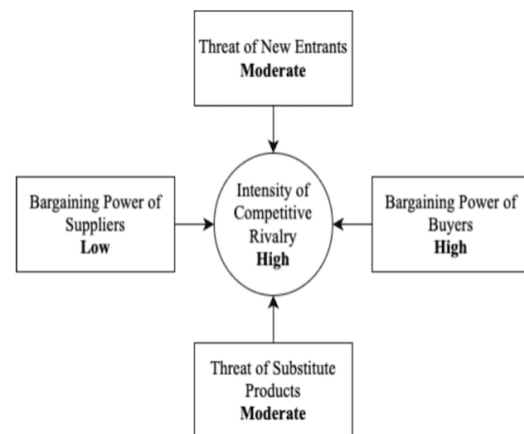 Threat of New Entrants
Moderate
Bargaining Power of
Suppliers
Low
Intensity of
Competitive
Rivalry
High
Bargaining Power of
Buyers
High
Threat of Substitute
Products
Moderate